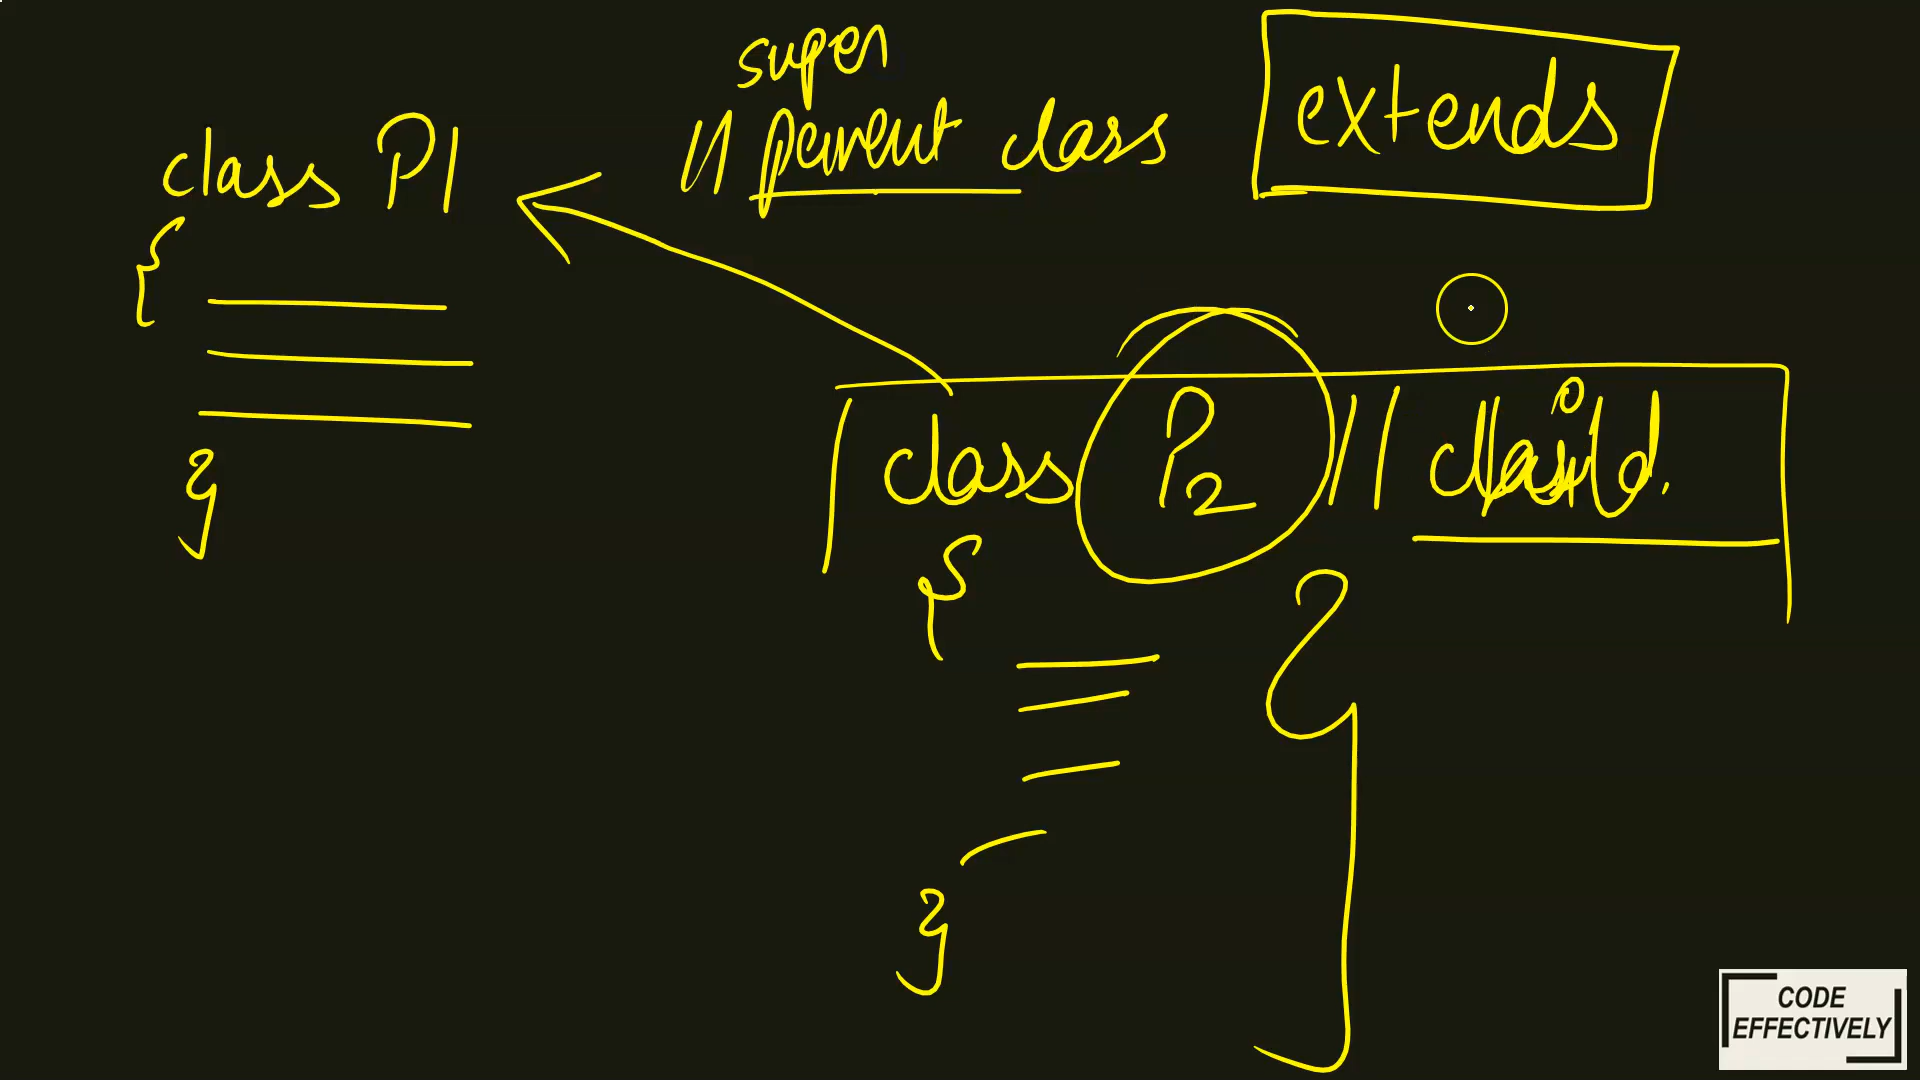 super
class P1 { // parent class
extends
class P2 // child.
{
}
{
}
}
CODE
EFFECTIVELY